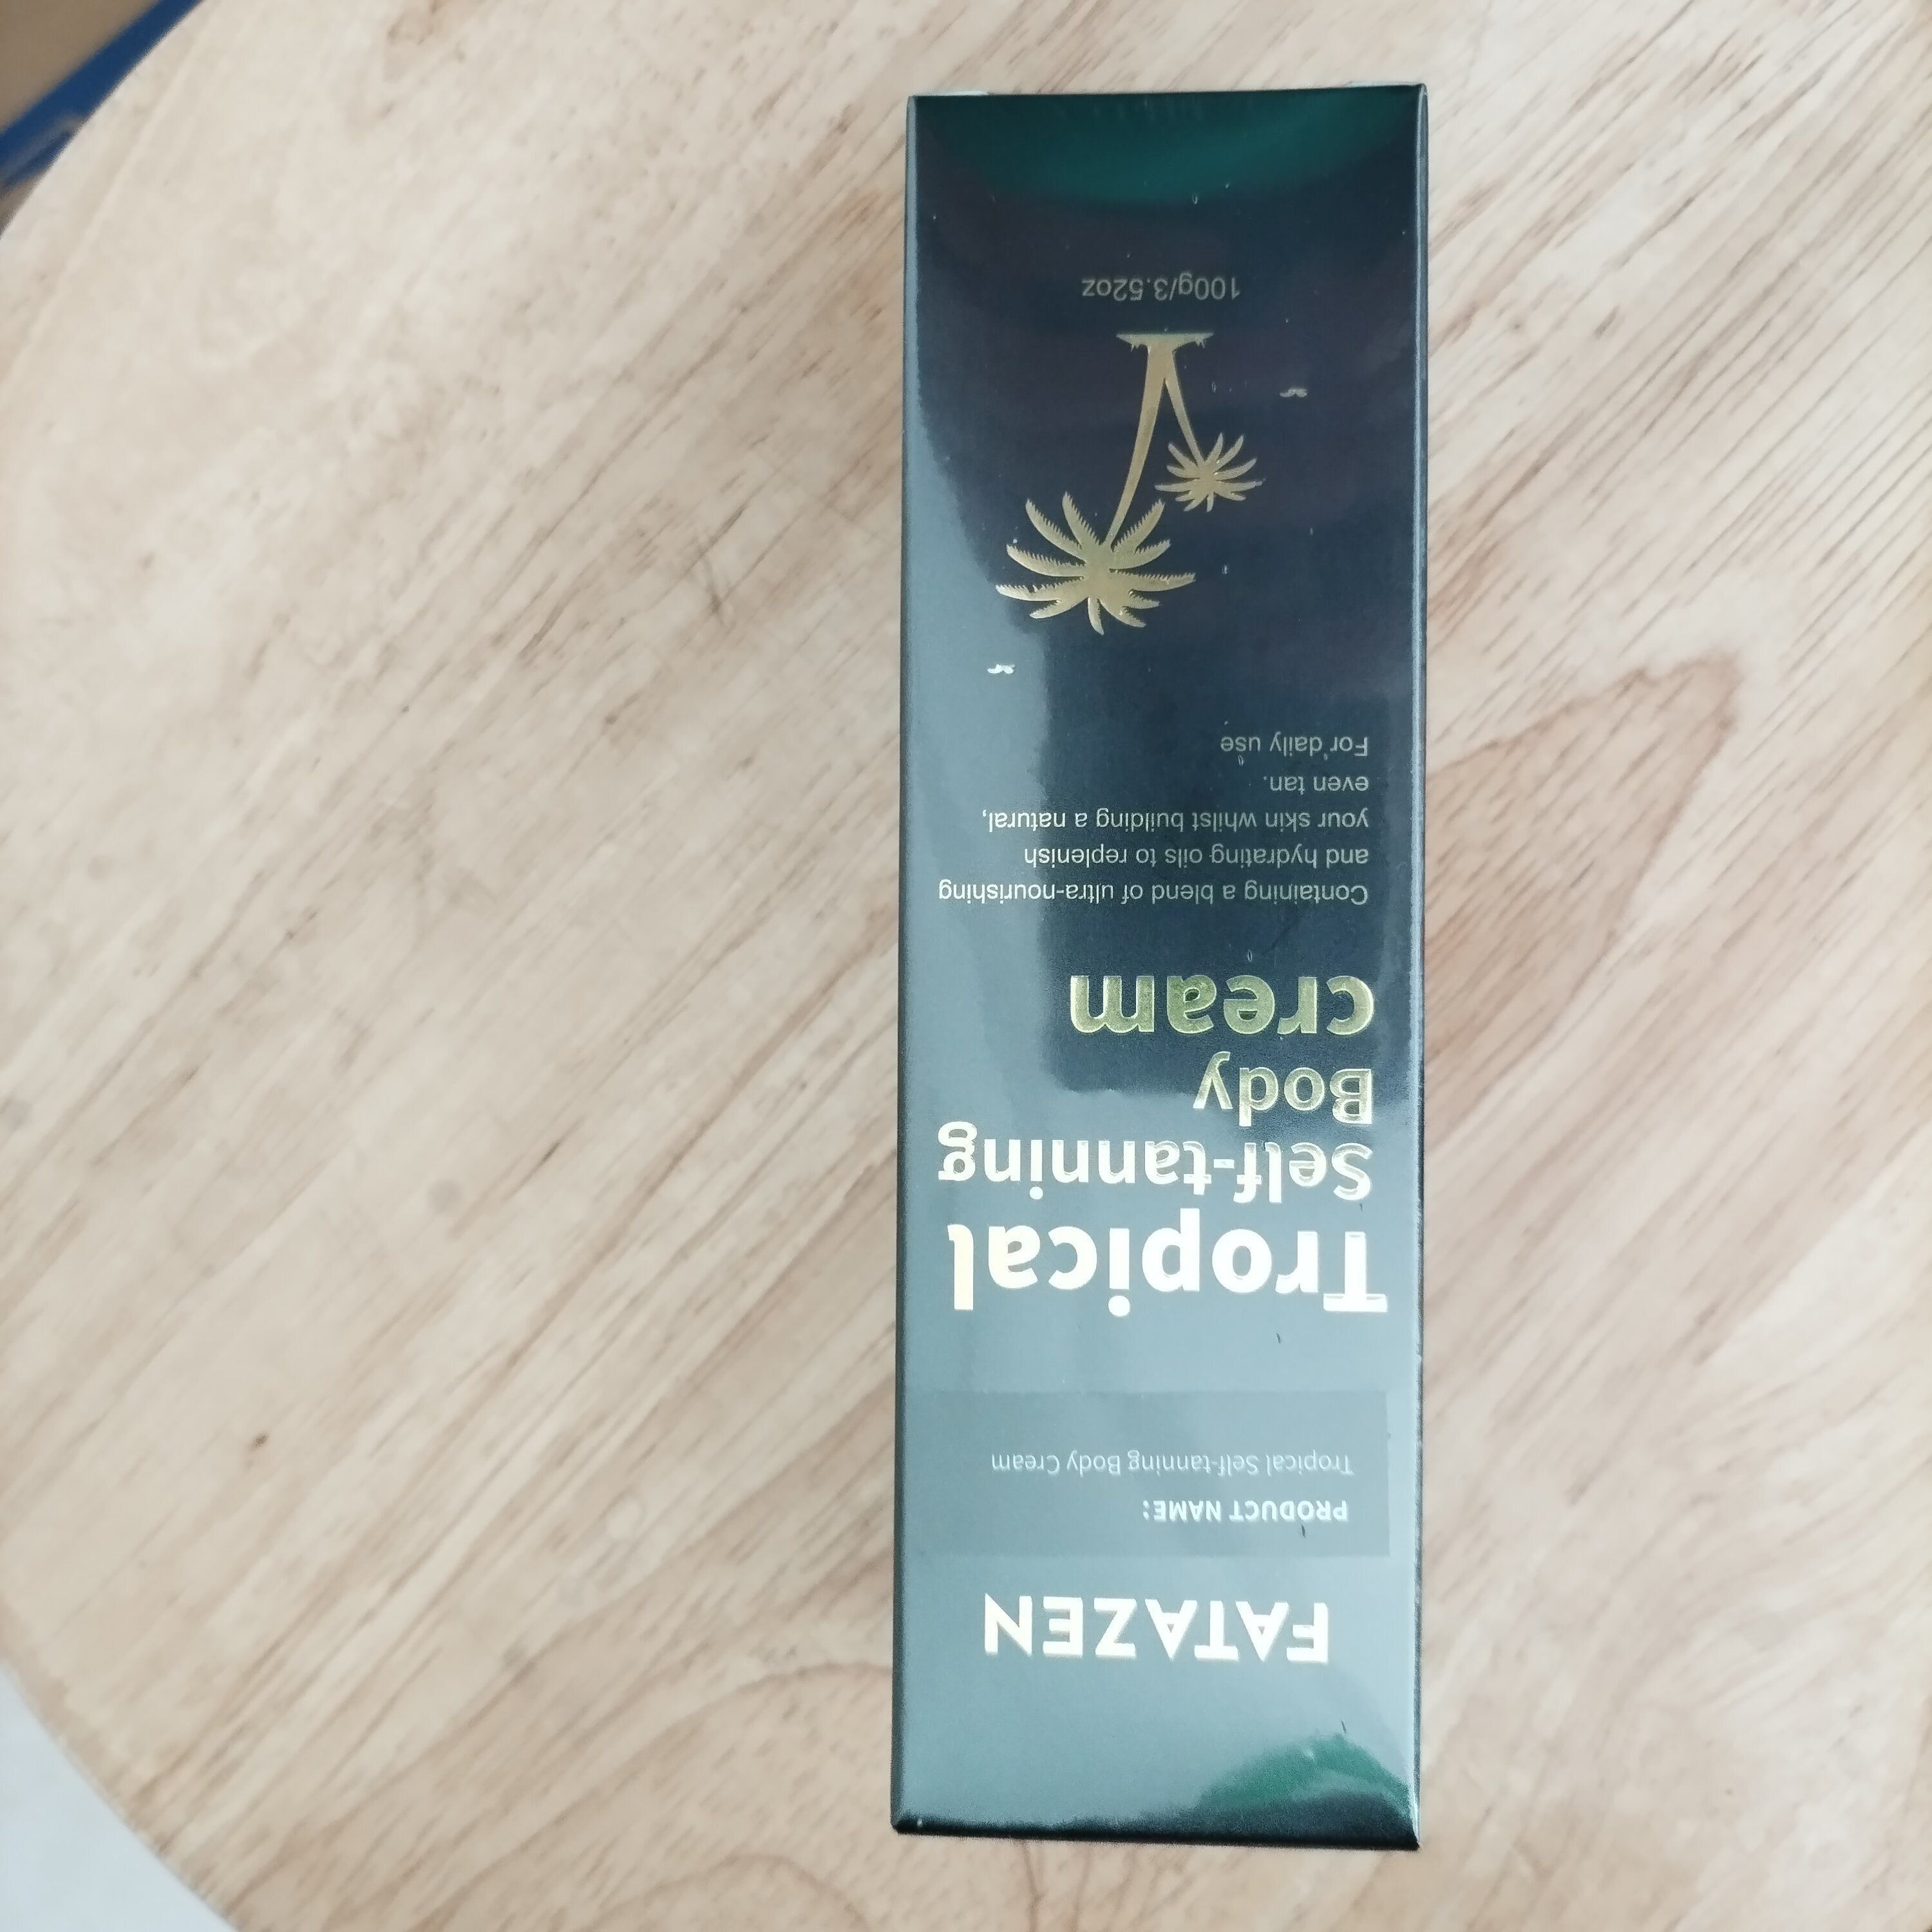 FATAZEN
PRODUCT NAME:
Tropical Self-tanning Body Cream
Tropical
Self-tanning
Body
cream
Containing a blend of ultra-nourishing
and hydrating oils to replenish
your skin whilst building a natural,
even tan.
For daily use
100g/3.52oz